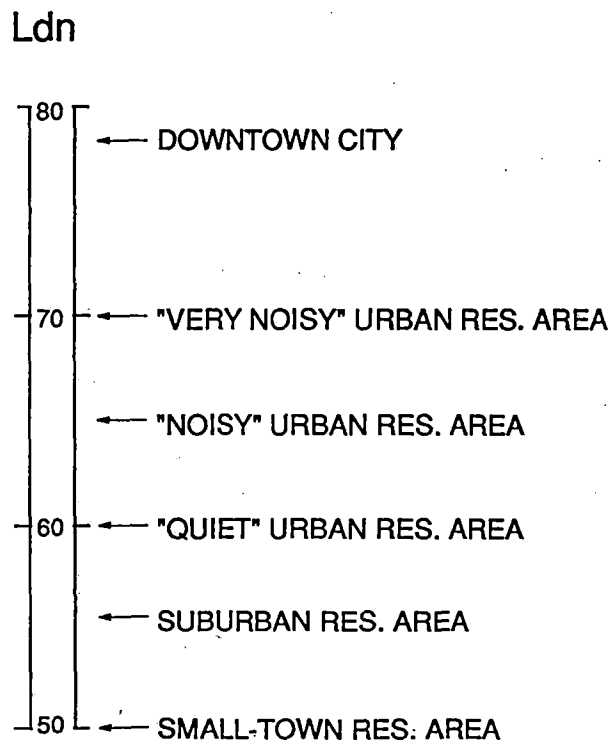 Ldn
80
DOWNTOWN CITY
70 "VERY NOISY" URBAN RES. AREA
"NOISY" URBAN RES. AREA
60 "QUIET" URBAN RES. AREA
SUBURBAN RES. AREA
50 SMALL-TOWN RES. AREA